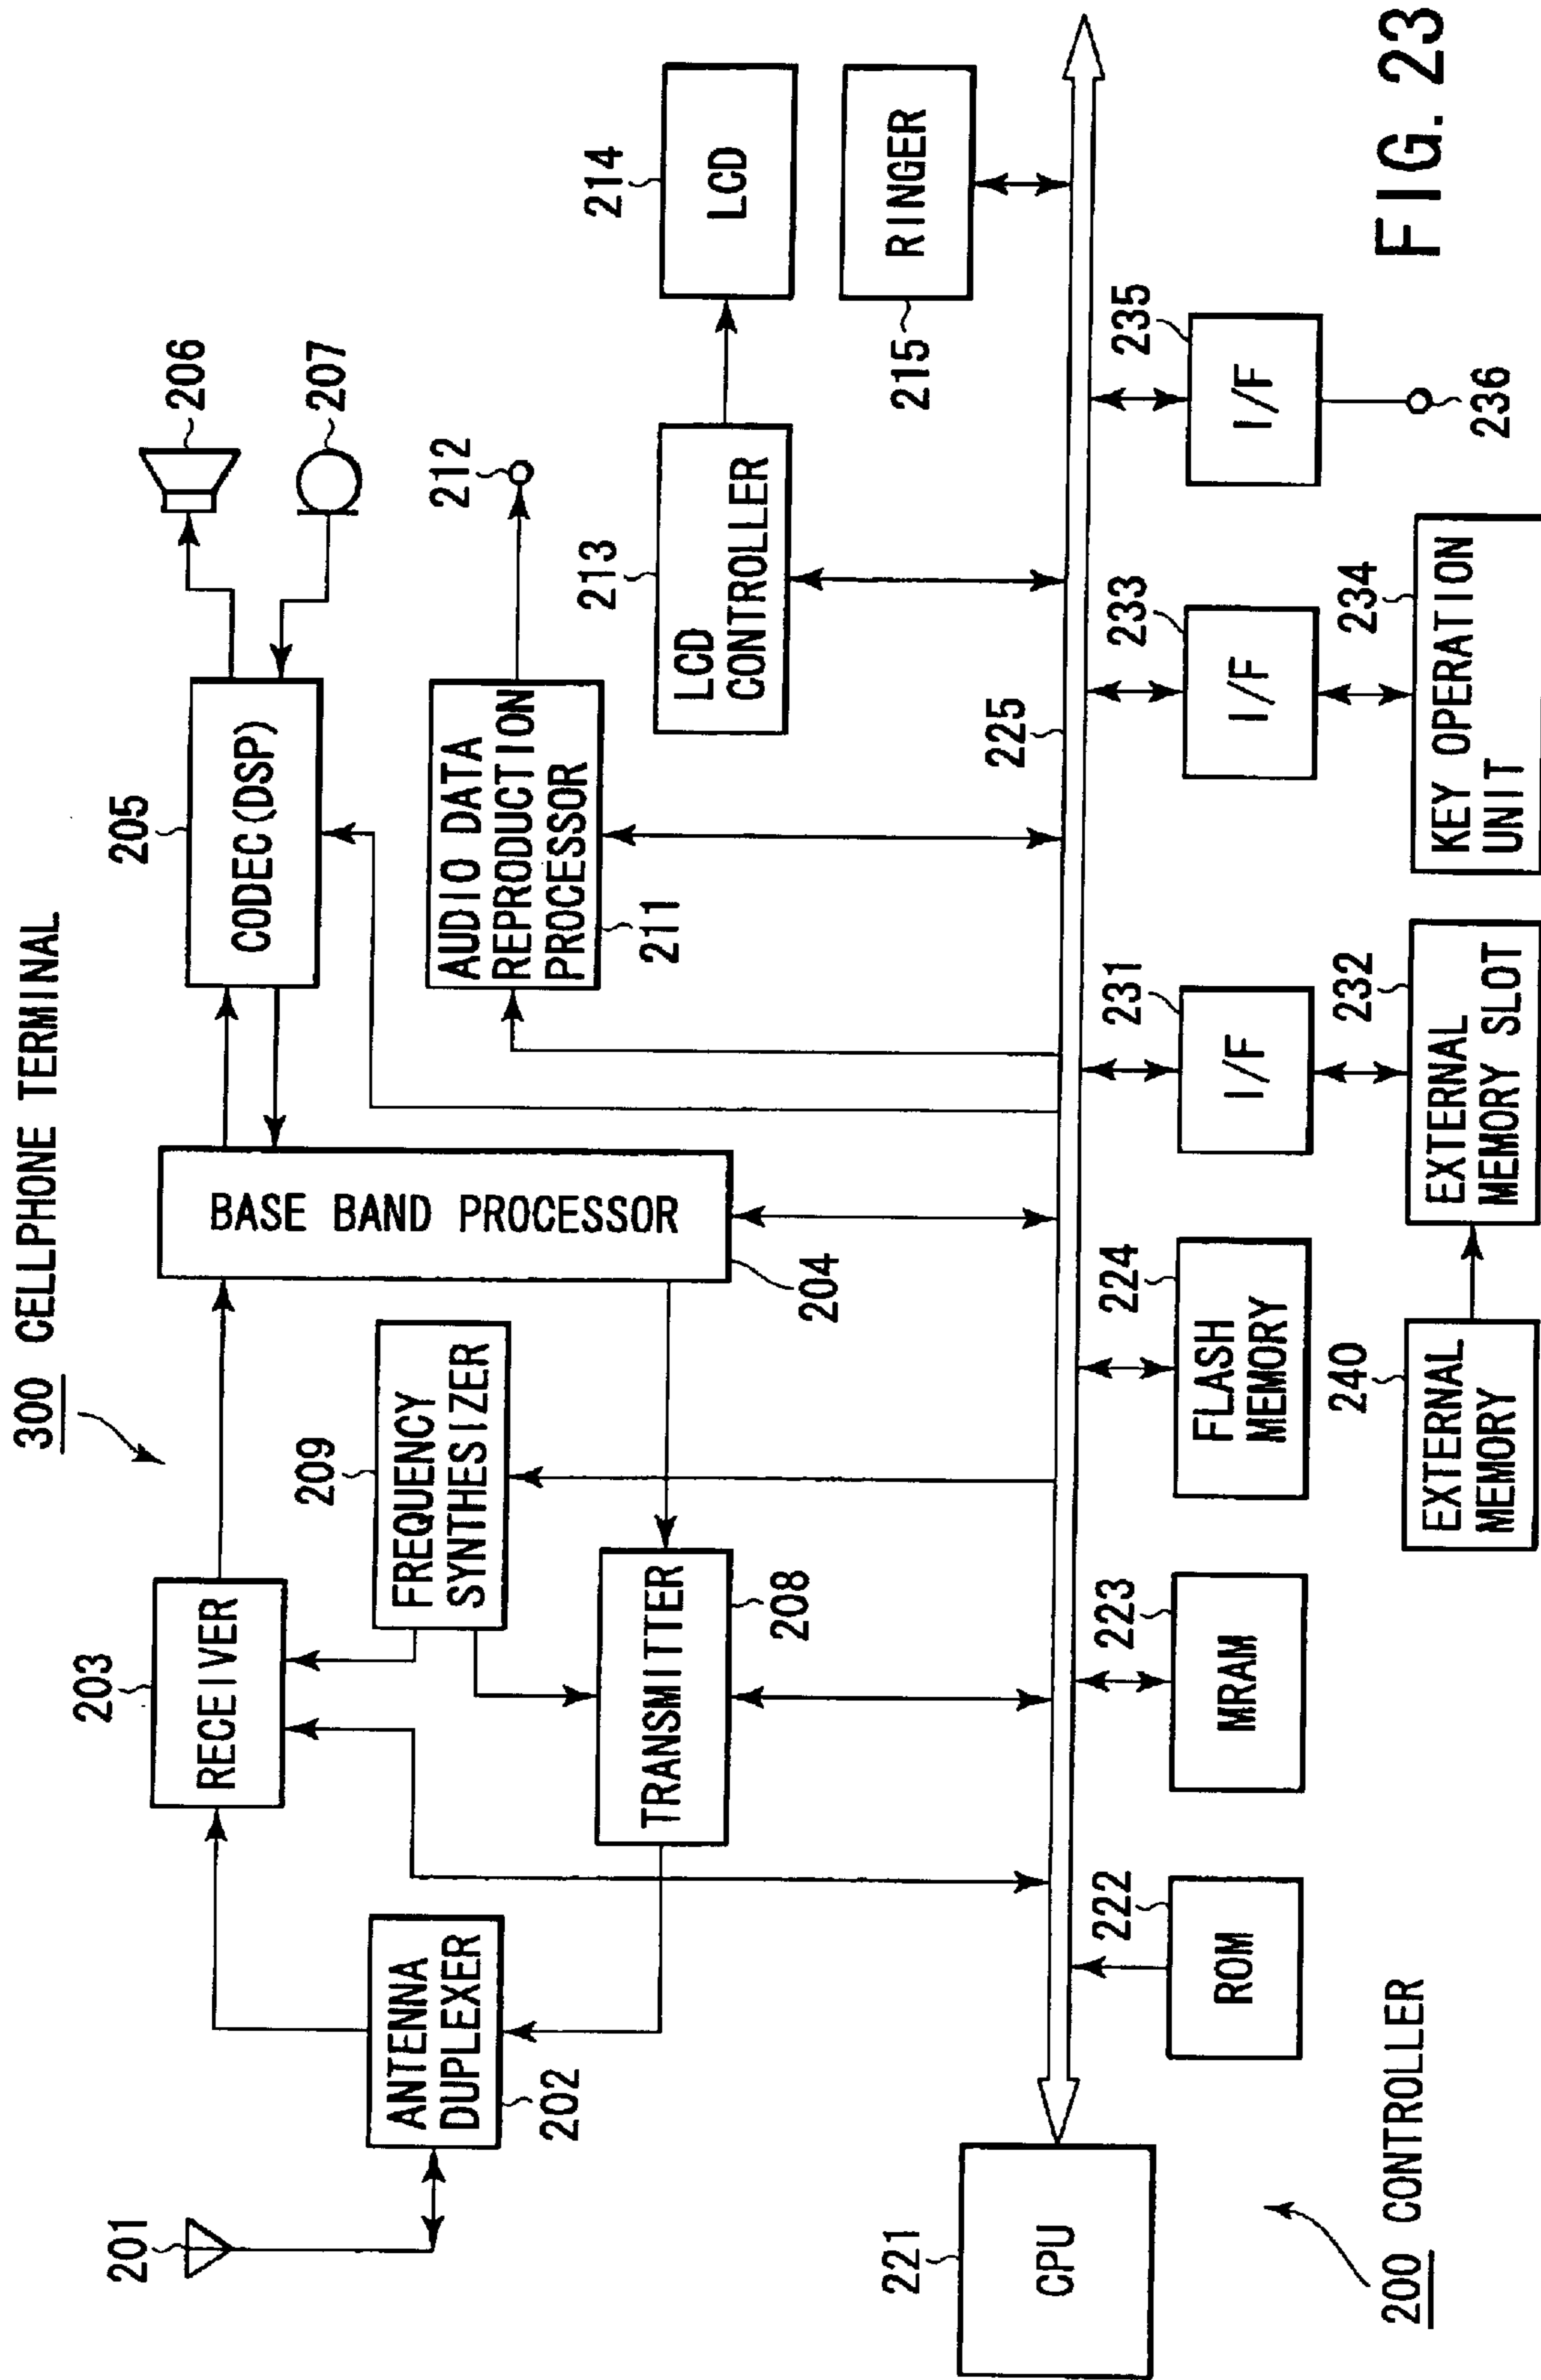 300 CELLPHONE TERMINAL
201
ANTENNA
DUPLEXER
202
203
RECEIVER
209
FREQUENCY
SYNTHESIZER
TRANSMITTER
208
BASE BAND PROCESSOR
204
205
CODEC(DSP)
206
207
AUDIO DATA
REPRODUCTION
PROCESSOR
211
212
213
LCD
CONTROLLER
214
LCD
RINGER
215
225
221
CPU
222
ROM
223
MRAM
224
FLASH
MEMORY
231
I/F
233
I/F
235
I/F
240
EXTERNAL
MEMORY
232
EXTERNAL
MEMORY SLOT
234
KEY OPERATION
UNIT
236
200 CONTROLLER
FIG. 23